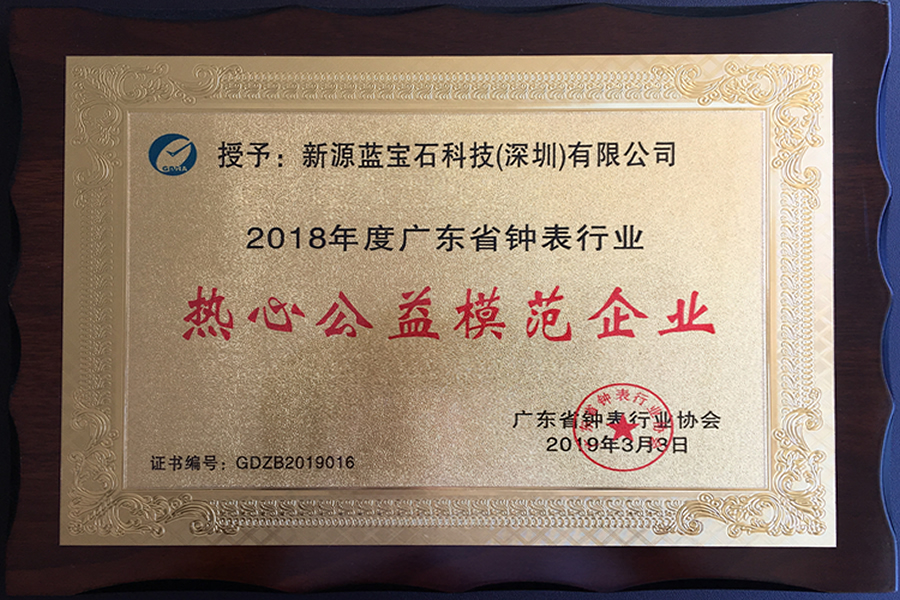 授予：新源蓝宝石科技(深圳)有限公司
2018年度广东省钟表行业
热心公益模范企业
广东省钟表行业协会
2019年3月3日
证书编号：GDZB2019016